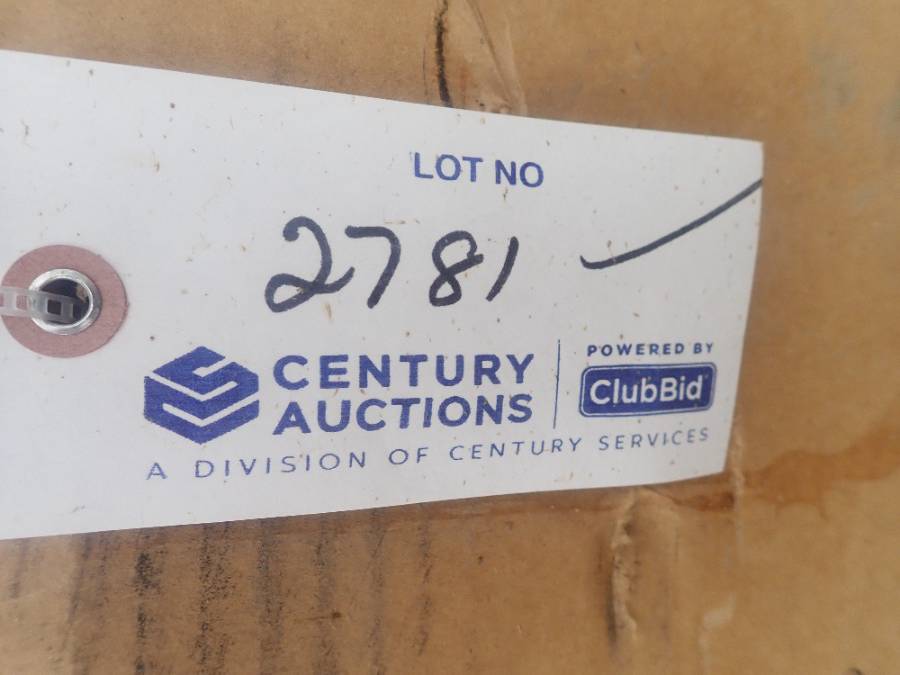 LOT NO
2781
CENTURY
AUCTIONS
POWERED BY
ClubBid
A DIVISION OF CENTURY SERVICES